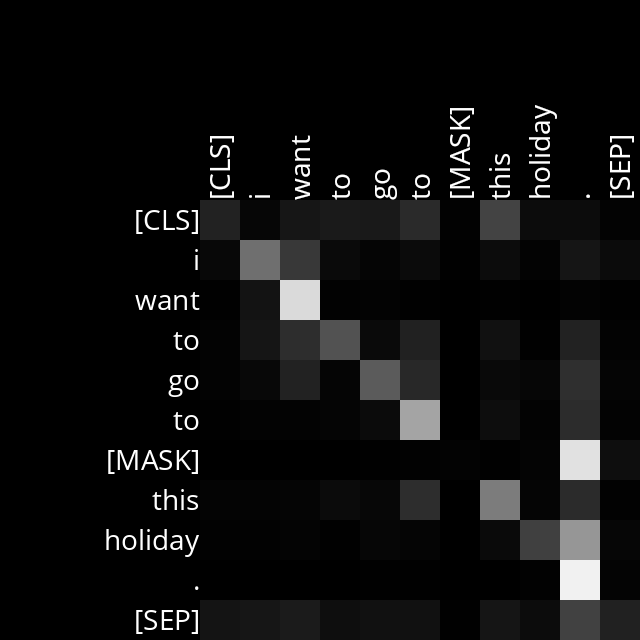 [CLS] i want to go to [MASK] this holiday . [SEP]
[CLS]
i
want
to
go
to
[MASK]
this
holiday
.
[SEP]